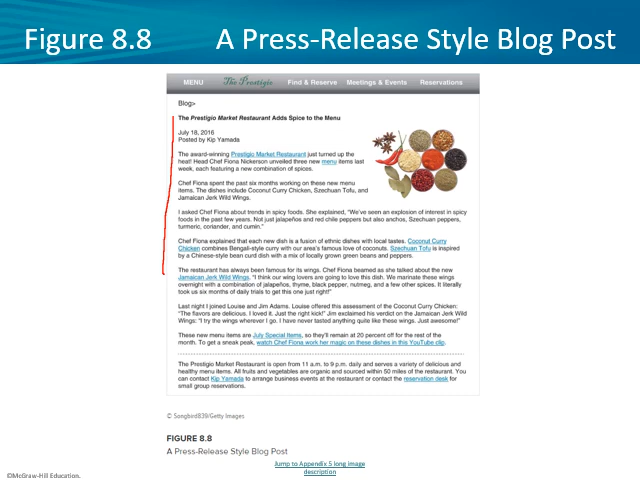 Figure 8.8 A Press-Release Style Blog Post
MENU The Prestigio Find & Reserve Meetings & Events Reservations
Blog>
The Prestigio Market Restaurant Adds Spice to the Menu
July 18, 2016
Posted by Kip Yamada
The award-winning Prestigio Market Restaurant just turned up the
heat! Head Chef Fiona Nickerson unveiled three new menu items last
week, each featuring a new combination of spices.
Chef Fiona spent the past six months working on these new menu
items. The dishes include Coconut Curry Chicken, Szechuan Tofu, and
Jamaican Jerk Wild Wings.
I asked Chef Fiona about trends in spicy foods. She explained, “We’ve seen an explosion of interest in spicy
foods in the past few years. Not just jalapeños and red chile peppers but also anchos, Szechuan peppers,
turmeric, coriander, and cumin.”
Chef Fiona explained that each new dish is a fusion of ethnic dishes with local tastes. Coconut Curry
Chicken combines Bengali-style curry with our area’s famous love of coconuts. Szechuan Tofu is inspired
by a Chinese-style bean curd dish with a mix of locally grown green beans and peppers.
The restaurant has always been famous for its wings. Chef Fiona beamed as she talked about the new
Jamaican Jerk Wild Wings. “I think our wing lovers are going to love this dish. We marinate these wings
overnight with a combination of jalapeños, thyme, black pepper, nutmeg, and a few other spices. It literally
took us six months of daily trials to get this one just right!”
Last night I joined Louise and Jim Adams. Louise offered this assessment of the Coconut Curry Chicken:
“The flavors are delicious. I loved it. Just the right kick!” Jim explained his verdict on the Jamaican Jerk Wild
Wings: “I try the wings wherever I go. I have never tasted anything quite like these wings. Just awesome!”
These new menu items are July Special Items, so they’ll remain at 20 percent off for the rest of the
month. To get a sneak peak, watch Chef Fiona work her magic on these dishes in this YouTube clip.
The Prestigio Market Restaurant is open from 11 a.m. to 9 p.m. daily and serves a variety of delicious and
healthy menu items. All fruits and vegetables are organic and sourced within 50 miles of the restaurant. You
can contact Kip Yamada to arrange business events at the restaurant or contact the reservation desk for
small group reservations.
© Songbird839/Getty Images
FIGURE 8.8
A Press-Release Style Blog Post
Jump to Appendix 5 long image
description
©McGraw-Hill Education.